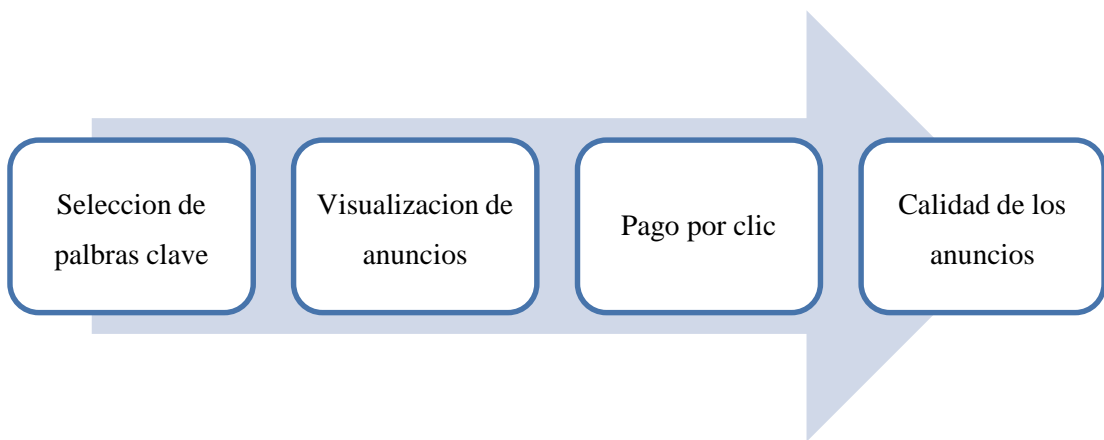 Seleccion de
palbras clave
Visualizacion de
anuncios
Pago por clic
Calidad de los
anuncios